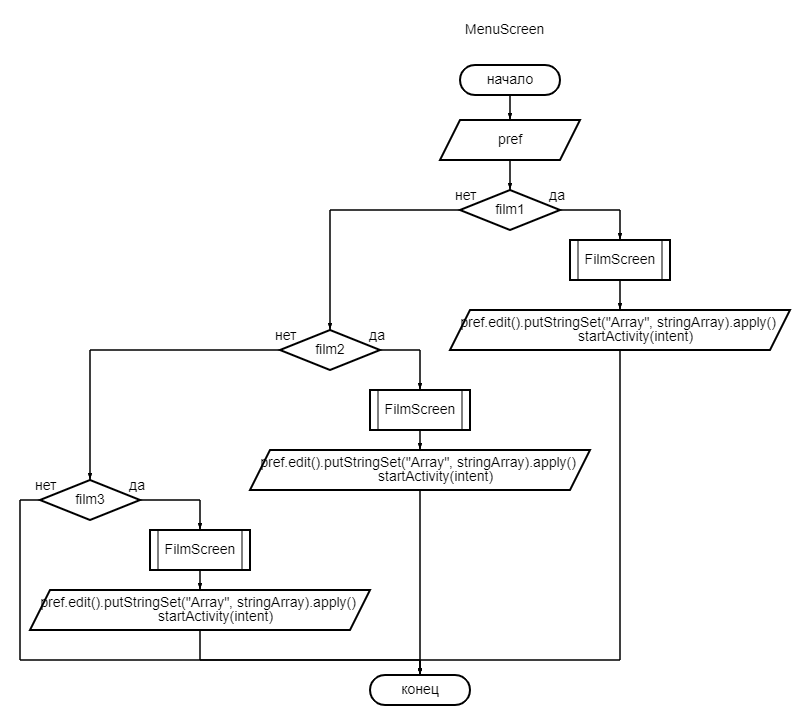 MenuScreen
начало
pref
нет
да
film1
FilmScreen
pref.edit().putStringSet("Array", stringArray).apply()
startActivity(intent)
нет
да
film2
FilmScreen
pref.edit().putStringSet("Array", stringArray).apply()
startActivity(intent)
нет
да
film3
FilmScreen
pref.edit().putStringSet("Array", stringArray).apply()
startActivity(intent)
конец